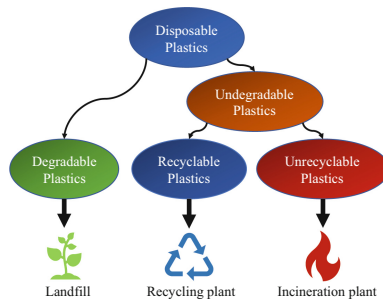 Disposable
Plastics
Undegradable
Plastics
Degradable
Plastics
Recyclable
Plastics
Unrecyclable
Plastics
Landfill
Recycling plant
Incineration plant